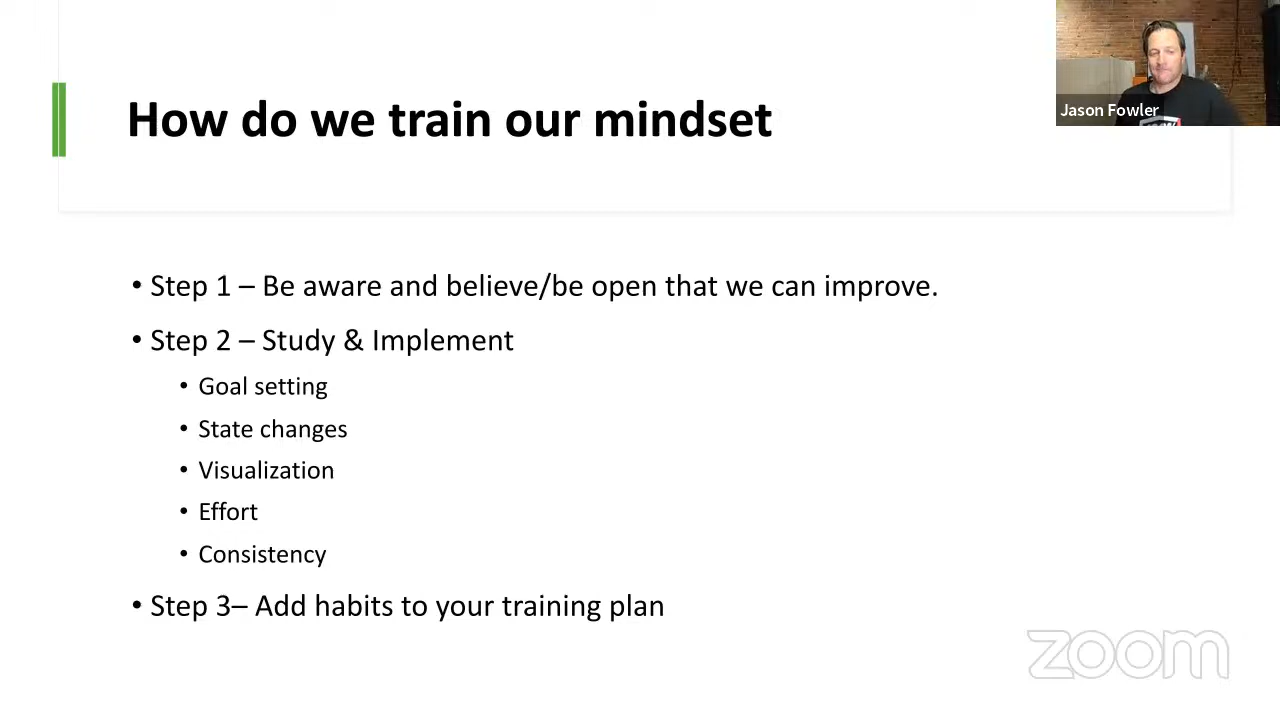 How do we train our mindset
Jason Fowler
• Step 1 – Be aware and believe/be open that we can improve.
• Step 2 – Study & Implement
• Goal setting
• State changes
• Visualization
• Effort
• Consistency
• Step 3– Add habits to your training plan
zoom